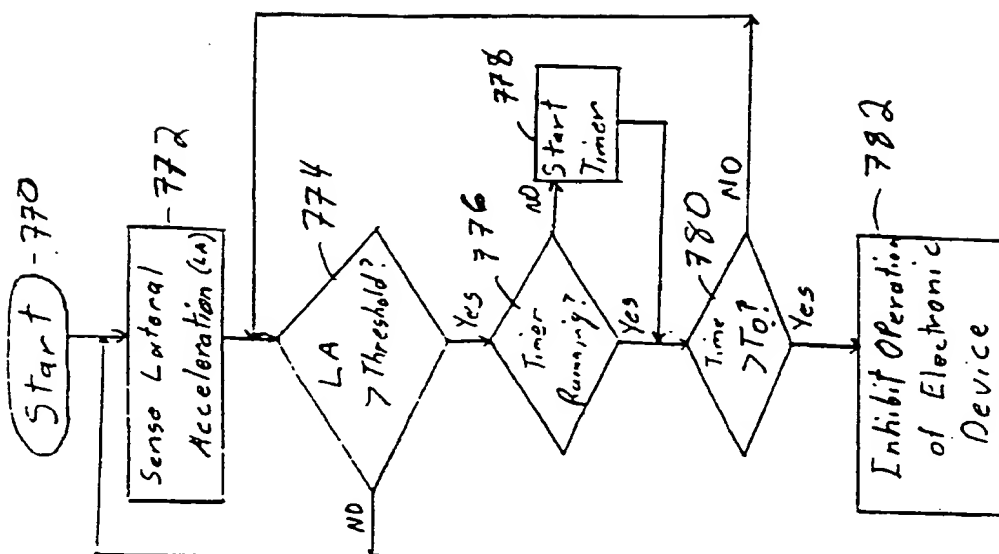 Start
770
Sense Lateral
Acceleration (LA)
772
LA
> Threshold?
774
NO
Yes
Timer
Running?
776
NO
Start
Timer
778
Yes
Time
> To?
780
NO
Yes
Inhibit Operation
of Electronic
Device
782